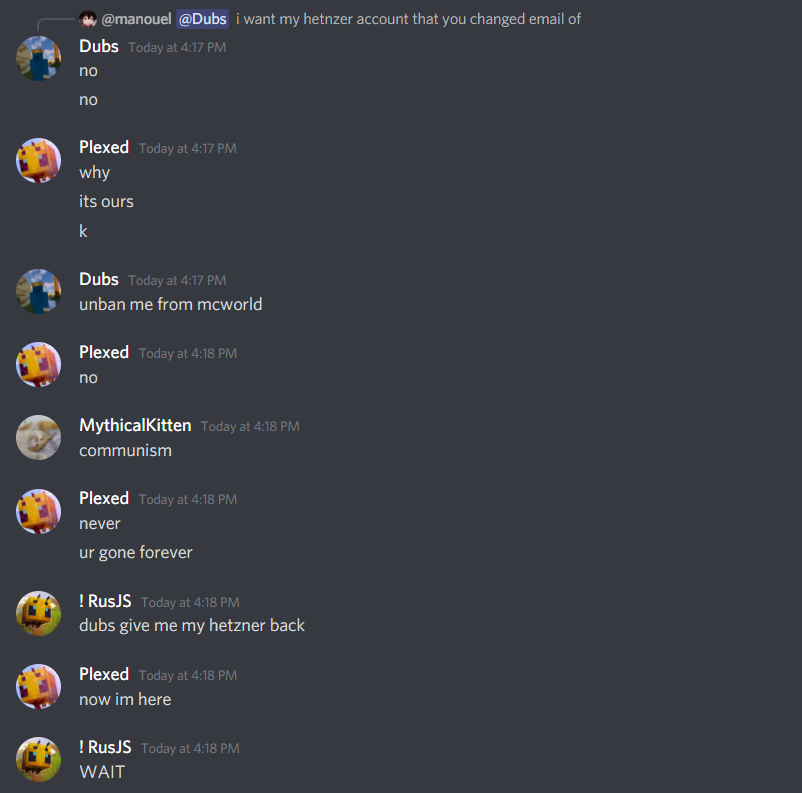 @manouel @Dubs i want my hetnzer account that you changed email of
Dubs Today at 4:17 PM
no
no
Plexed Today at 4:17 PM
why
its ours
k
Dubs Today at 4:17 PM
unban me from mcworld
Plexed Today at 4:18 PM
no
MythicalKitten Today at 4:18 PM
communism
Plexed Today at 4:18 PM
never
ur gone forever
! RusJS Today at 4:18 PM
dubs give me my hetzner back
Plexed Today at 4:18 PM
now im here
! RusJS Today at 4:18 PM
WAIT